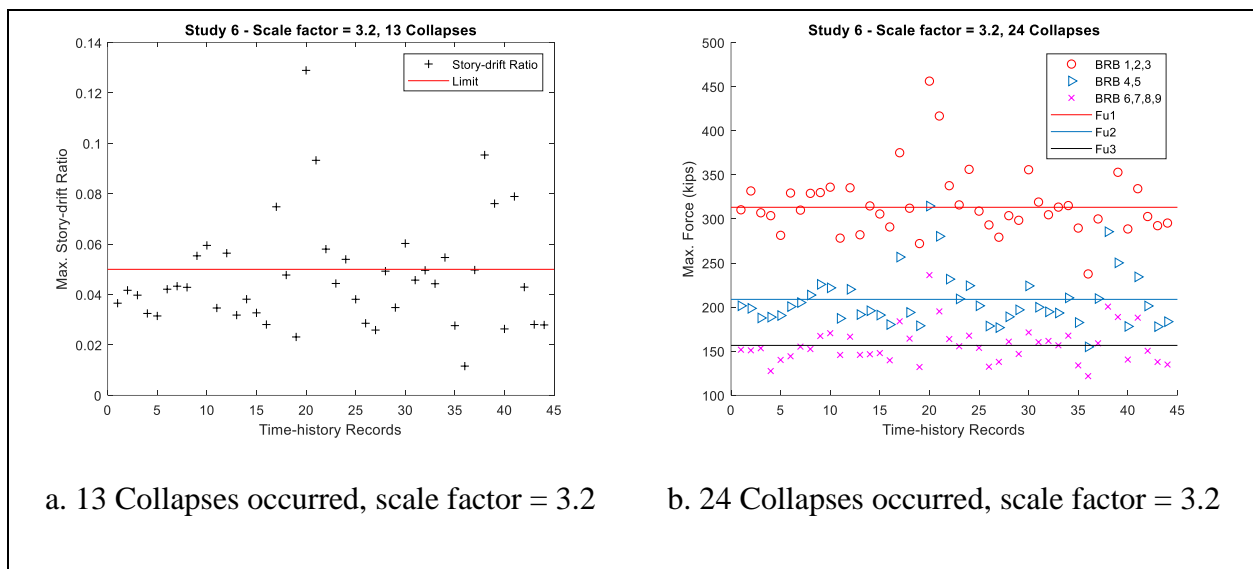 Study 6 - Scale factor = 3.2, 13 Collapses
0.14
0.12
0.1
0.08
0.06
0.04
0.02
0
Max. Story-drift Ratio
Story-drift Ratio
Limit
0 5 10 15 20 25 30 35 40 45
Time-history Records
Study 6 - Scale factor = 3.2, 24 Collapses
500
450
400
350
300
250
200
150
100
Max. Force (kips)
BRB 1,2,3
BRB 4,5
BRB 6,7,8,9
Fu1
Fu2
Fu3
0 5 10 15 20 25 30 35 40 45
Time-history Records
a. 13 Collapses occurred, scale factor = 3.2
b. 24 Collapses occurred, scale factor = 3.2